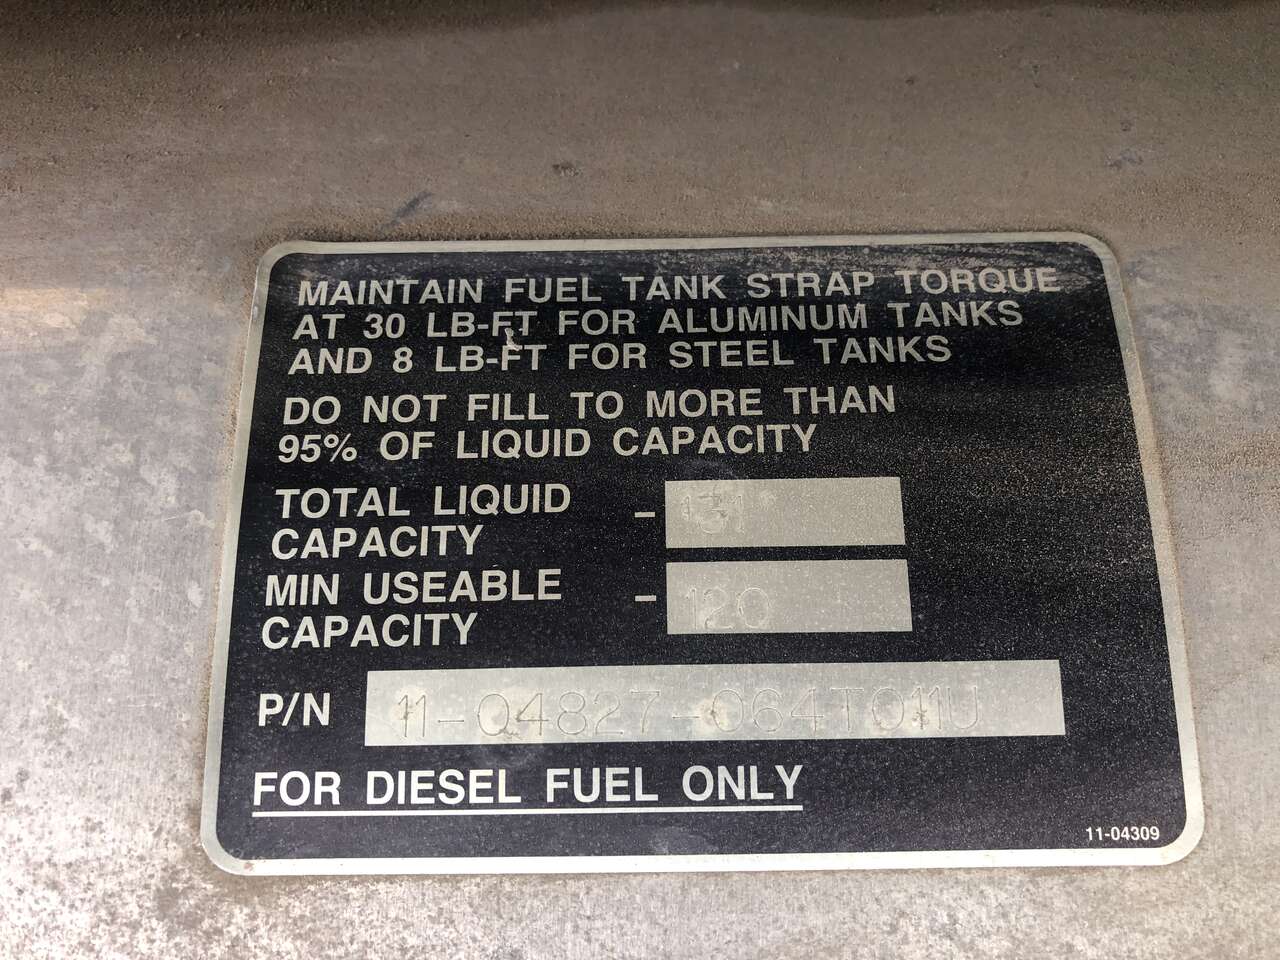 MAINTAIN FUEL TANK STRAP TORQUE
AT 30 LB-FT FOR ALUMINUM TANKS
AND 8 LB-FT FOR STEEL TANKS
DO NOT FILL TO MORE THAN
95% OF LIQUID CAPACITY
TOTAL LIQUID
CAPACITY -
MIN USEABLE
CAPACITY - 120
P/N 11-04827-064T011U
FOR DIESEL FUEL ONLY
11-04309